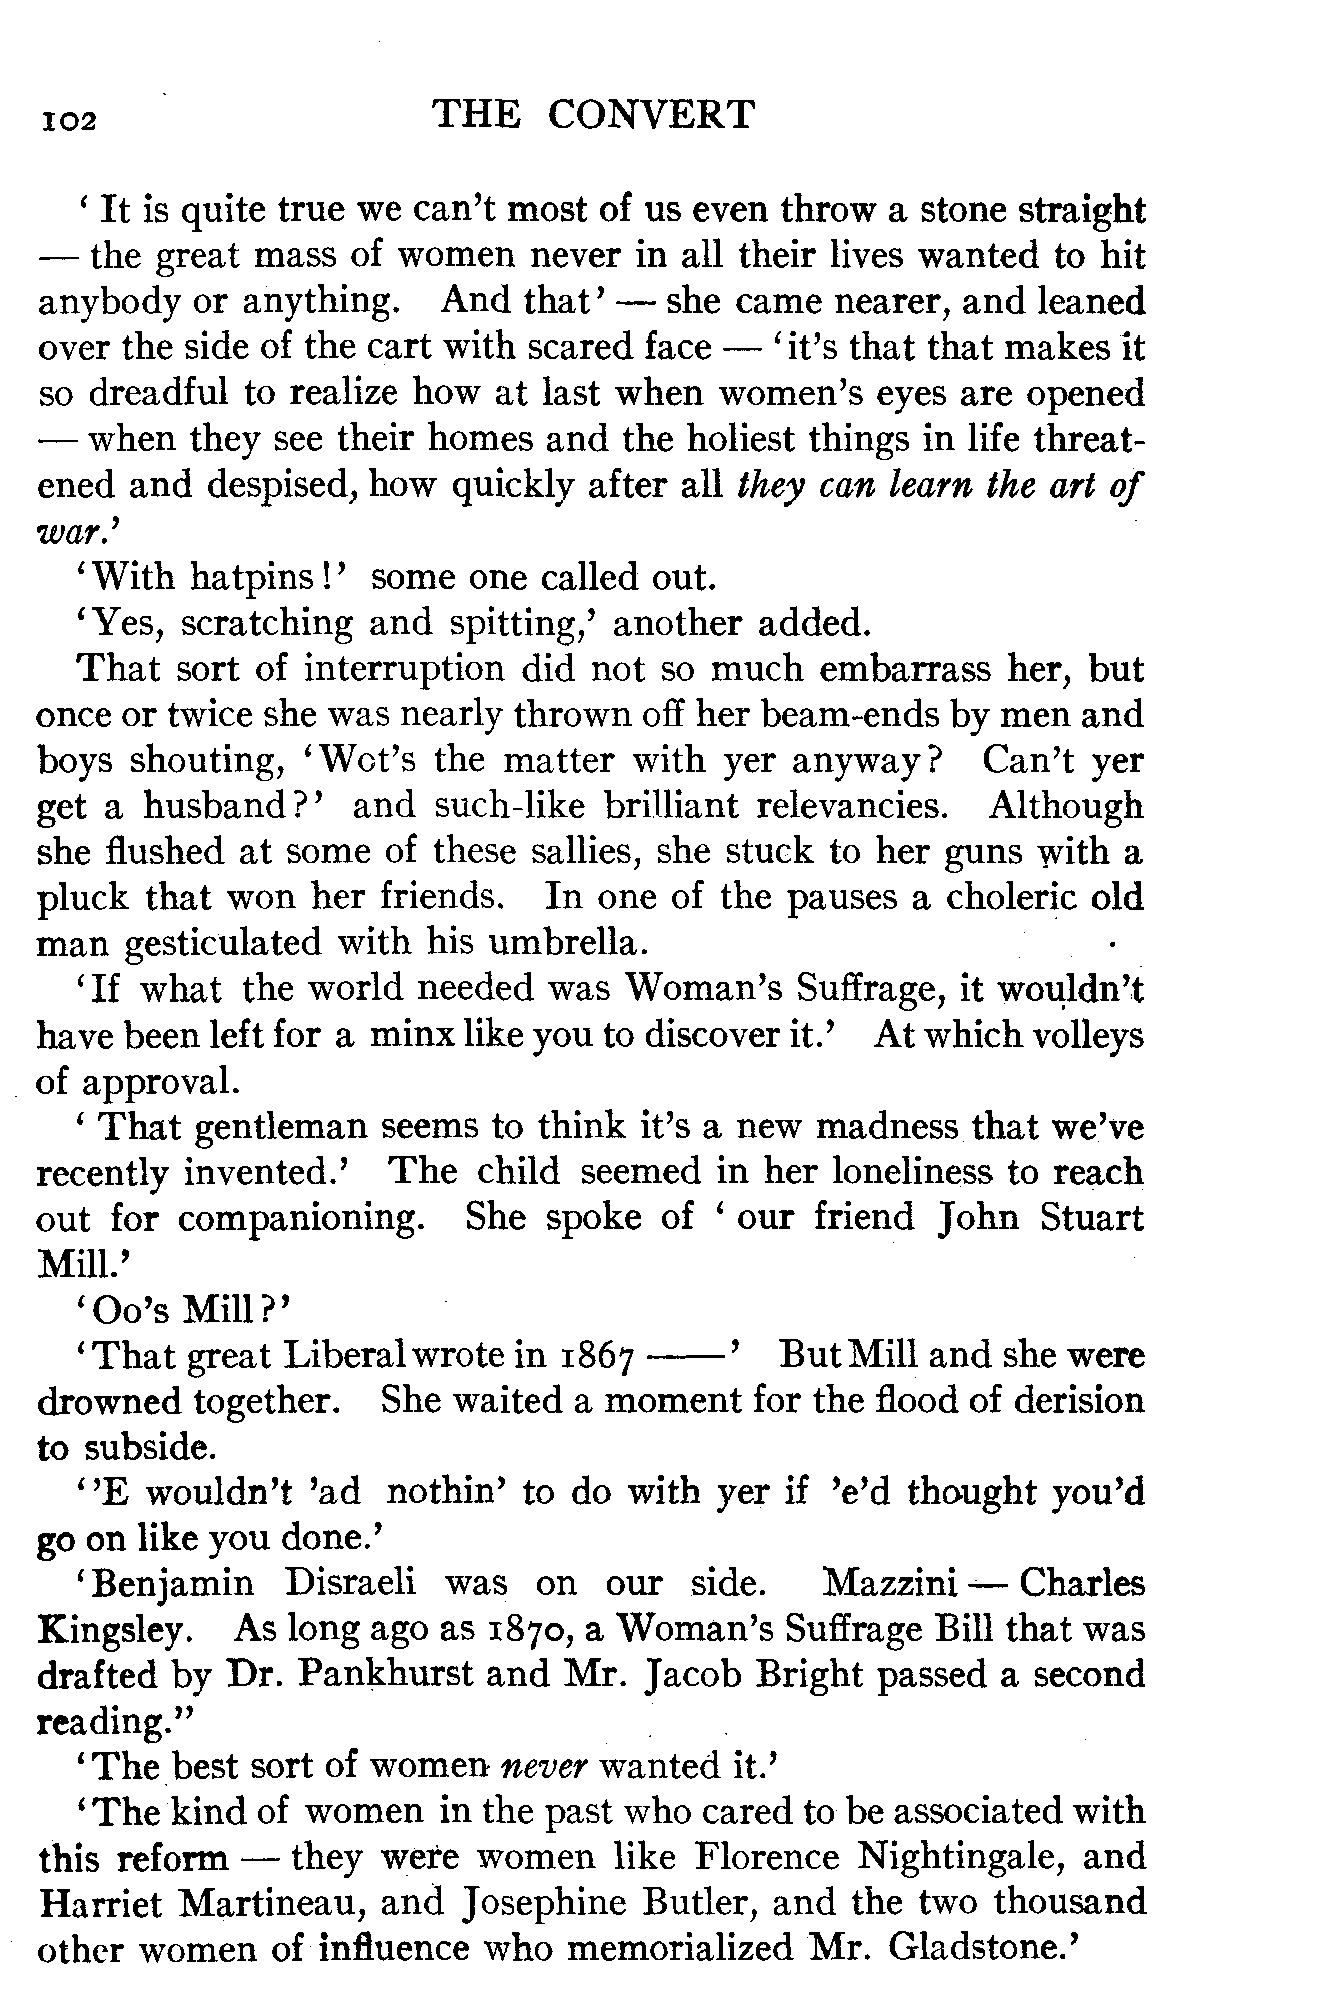 102 THE CONVERT
‘ It is quite true we can’t most of us even throw a stone straight
— the great mass of women never in all their lives wanted to hit
anybody or anything. And that’ — she came nearer, and leaned
over the side of the cart with scared face — ‘it’s that that makes it
so dreadful to realize how at last when women’s eyes are opened
— when they see their homes and the holiest things in life threat-
ened and despised, how quickly after all they can learn the art of
war.’
‘With hatpins!’ some one called out.
‘Yes, scratching and spitting,’ another added.
That sort of interruption did not so much embarrass her, but
once or twice she was nearly thrown off her beam-ends by men and
boys shouting, ‘Wot’s the matter with yer anyway? Can’t yer
get a husband?’ and such-like brilliant relevancies. Although
she flushed at some of these sallies, she stuck to her guns with a
pluck that won her friends. In one of the pauses a choleric old
man gesticulated with his umbrella.
‘If what the world needed was Woman’s Suffrage, it wouldn’t
have been left for a minx like you to discover it.’ At which volleys
of approval.
‘ That gentleman seems to think it’s a new madness that we’ve
recently invented.’ The child seemed in her loneliness to reach
out for companioning. She spoke of ‘ our friend John Stuart
Mill.’
‘Oo’s Mill?’
‘That great Liberal wrote in 1867 ——’ But Mill and she were
drowned together. She waited a moment for the flood of derision
to subside.
‘’E wouldn’t ’ad nothin’ to do with yer if ’e’d thought you’d
go on like you done.’
‘Benjamin Disraeli was on our side. Mazzini — Charles
Kingsley. As long ago as 1870, a Woman’s Suffrage Bill that was
drafted by Dr. Pankhurst and Mr. Jacob Bright passed a second
reading.”
‘The best sort of women never wanted it.’
‘The kind of women in the past who cared to be associated with
this reform — they were women like Florence Nightingale, and
Harriet Martineau, and Josephine Butler, and the two thousand
other women of influence who memorialized Mr. Gladstone.’